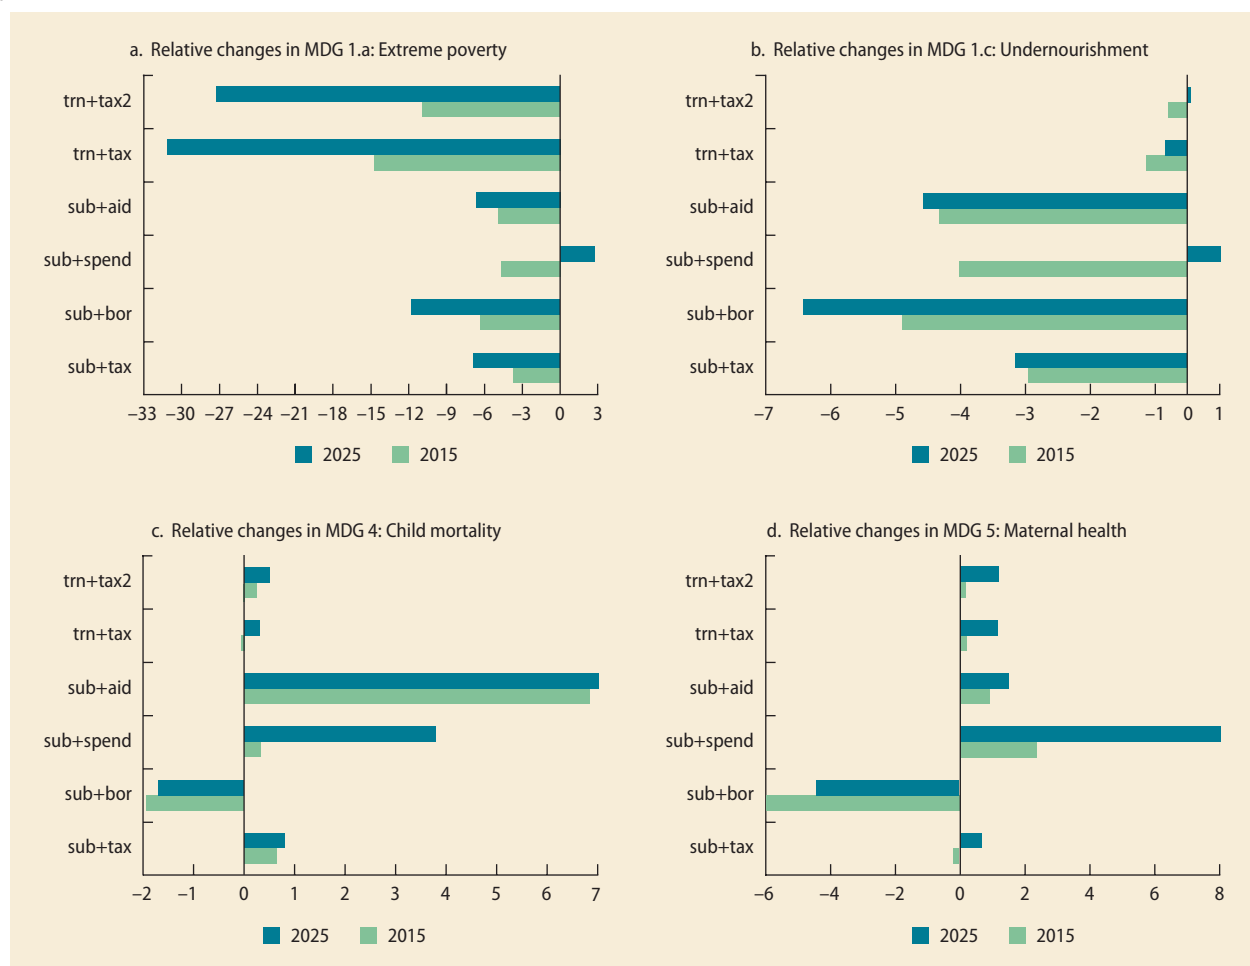 a. Relative changes in MDG 1.a: Extreme poverty
trn+tax2
trn+tax
sub+aid
sub+spend
sub+bor
sub+tax
−33 −30 −27 −24 −21 −18 −15 −12 −9 −6 −3 0 3
2025 2015
b. Relative changes in MDG 1.c: Undernourishment
trn+tax2
trn+tax
sub+aid
sub+spend
sub+bor
sub+tax
−7 −6 −5 −4 −3 −2 −1 0 1
2025 2015
c. Relative changes in MDG 4: Child mortality
trn+tax2
trn+tax
sub+aid
sub+spend
sub+bor
sub+tax
−2 −1 0 1 2 3 4 5 6 7
2025 2015
d. Relative changes in MDG 5: Maternal health
trn+tax2
trn+tax
sub+aid
sub+spend
sub+bor
sub+tax
−6 −4 −2 0 2 4 6 8
2025 2015